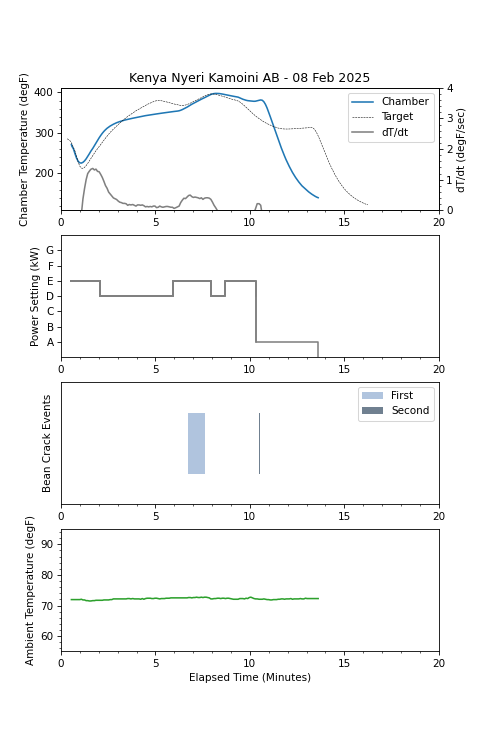 Kenya Nyeri Kamoini AB - 08 Feb 2025
Chamber Temperature (degF)
400
300
200
Chamber
Target
dT/dt
4
3
2
1
0
dT/dt (degF/sec)
0 5 10 15 20
Power Setting (kW)
G
F
E
D
C
B
A
0 5 10 15 20
Bean Crack Events
First
Second
0 5 10 15 20
Ambient Temperature (degF)
90
80
70
60
0 5 10 15 20
Elapsed Time (Minutes)